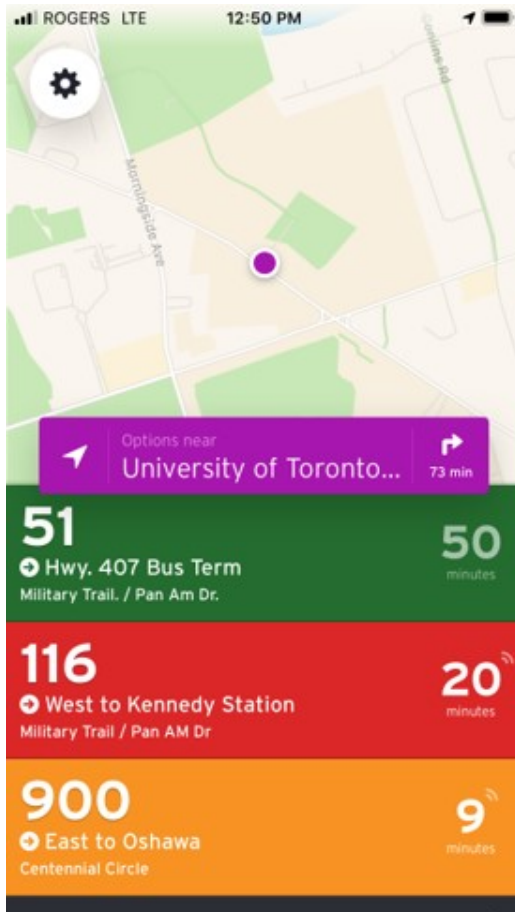 ROGERS LTE 12:50 PM
Conlins Rd
Morningside Ave
Options near
University of Toronto...
73 min
51
Hwy. 407 Bus Term
Military Trail. / Pan Am Dr.
50
minutes
116
West to Kennedy Station
Military Trail / Pan AM Dr
20
minutes
900
East to Oshawa
Centennial Circle
9
minutes